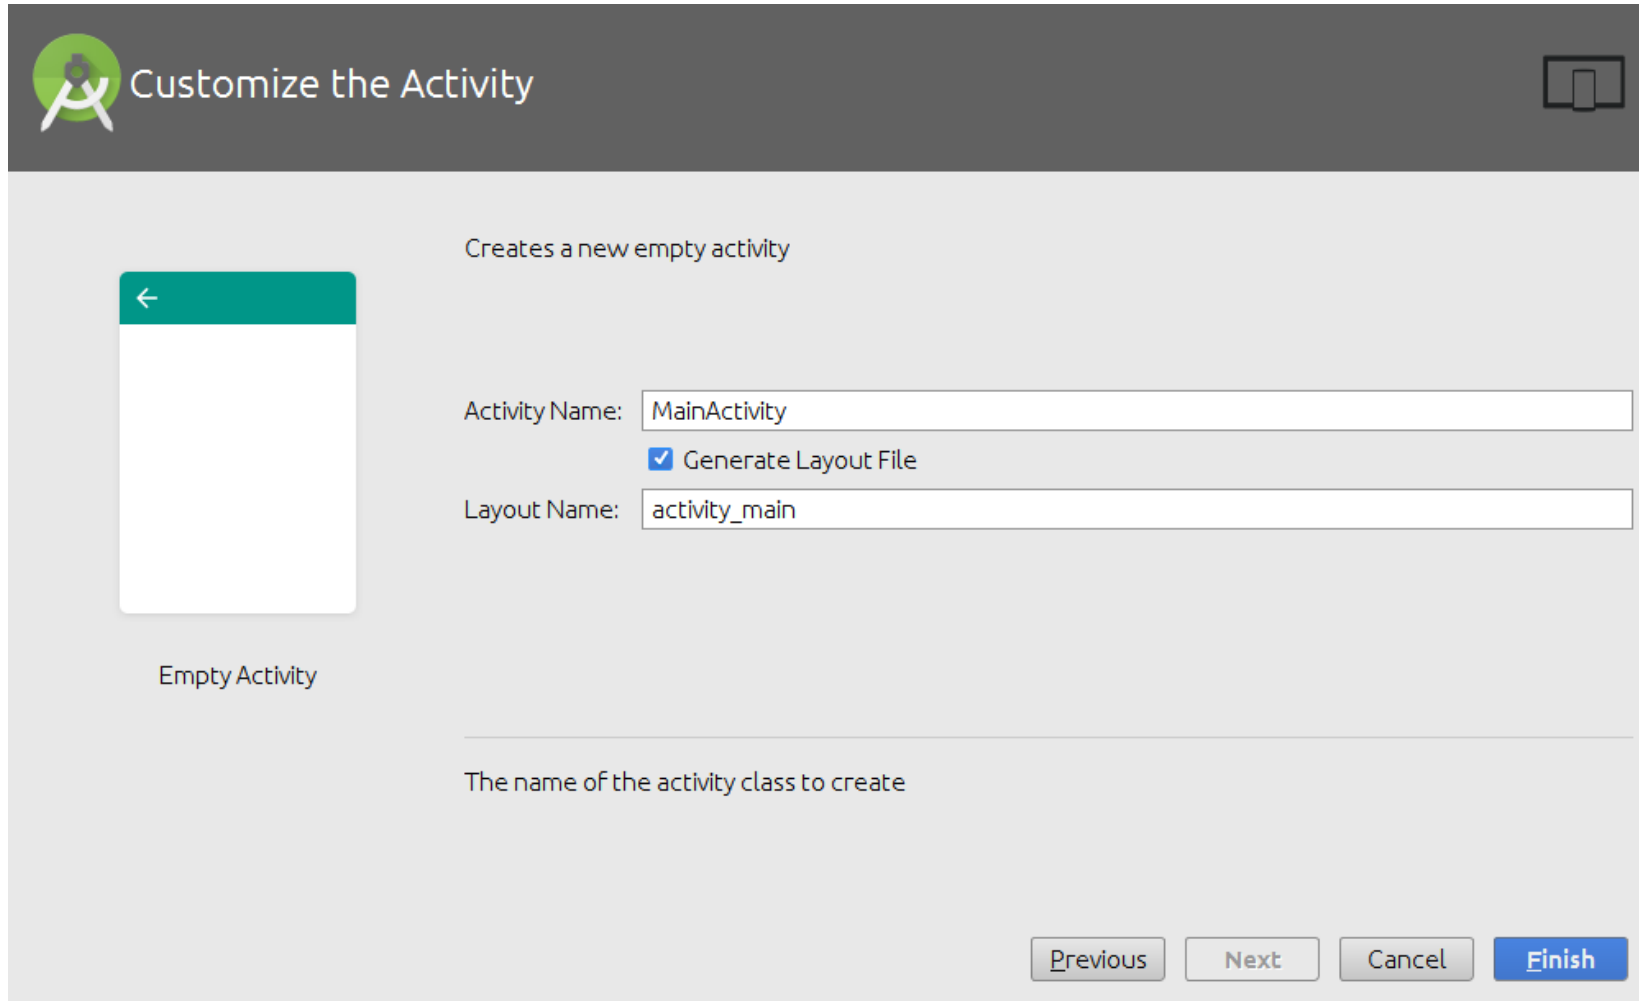 Customize the Activity
Creates a new empty activity
Activity Name: MainActivity
Generate Layout File
Layout Name: activity_main
Empty Activity
The name of the activity class to create
Previous Next Cancel Finish